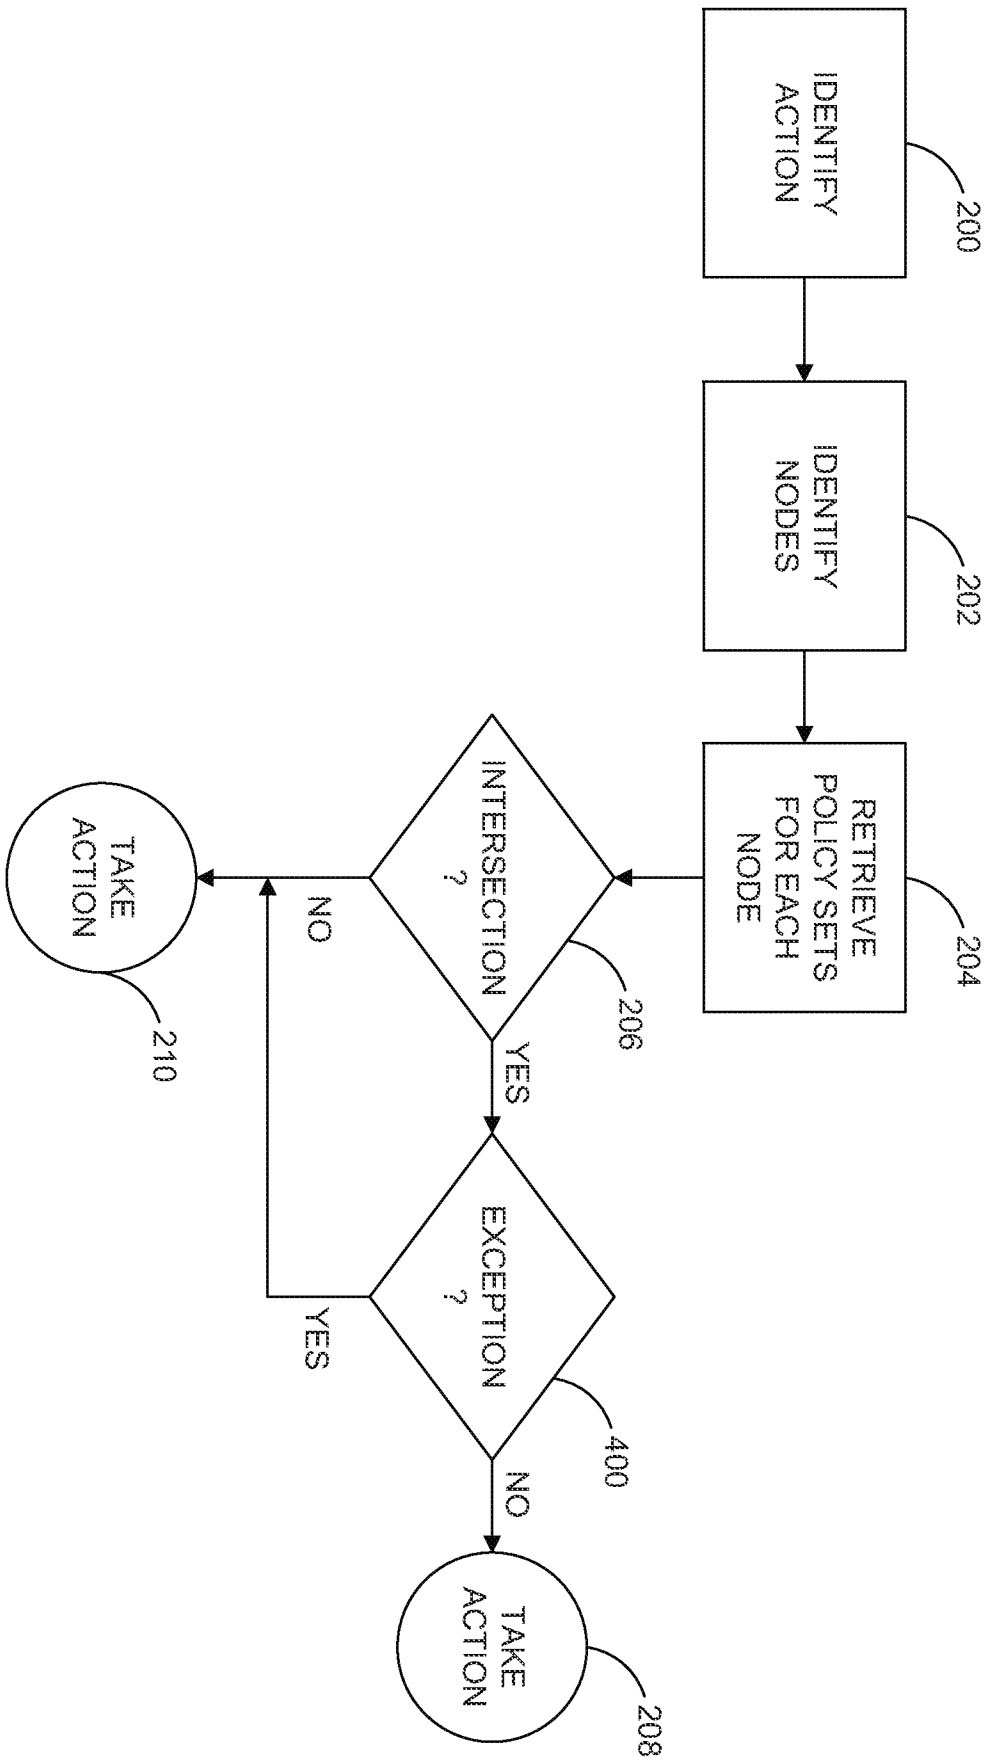 200
IDENTIFY
ACTION
202
IDENTIFY
NODES
204
RETRIEVE
POLICY SETS
FOR EACH
NODE
206
INTERSECTION
?
YES
NO
400
EXCEPTION
?
NO
YES
208
TAKE
ACTION
TAKE
ACTION
210